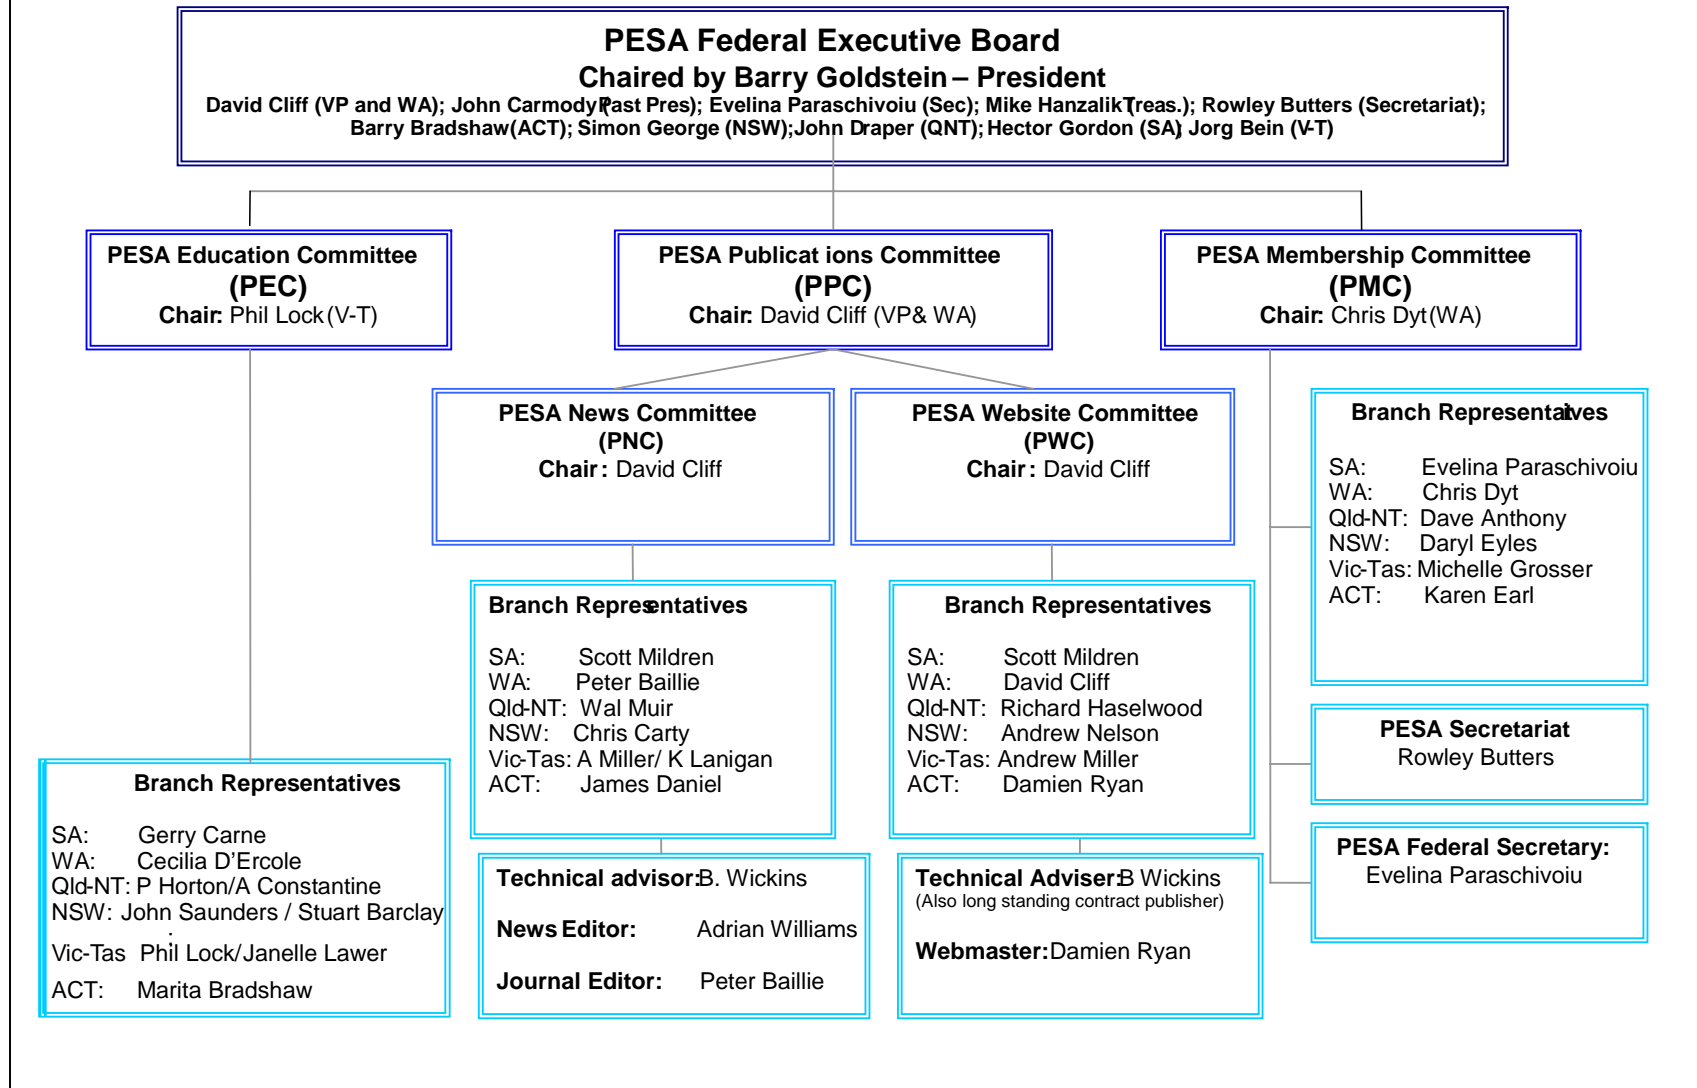 PESA Federal Executive Board
Chaired by Barry Goldstein – President
David Cliff (VP and WA); John Carmody (Past Pres); Evelina Paraschivoiu (Sec); Mike Hanzalik (Treas.); Rowley Butters (Secretariat);
Barry Bradshaw (ACT); Simon George (NSW); John Draper (QNT); Hector Gordon (SA); Jorg Bein (V-T)
PESA Education Committee
(PEC)
Chair: Phil Lock (V-T)
PESA Publicat ions Committee
(PPC)
Chair: David Cliff (VP& WA)
PESA Membership Committee
(PMC)
Chair: Chris Dyt (WA)
PESA News Committee
(PNC)
Chair : David Cliff
PESA Website Committee
(PWC)
Chair : David Cliff
Branch Representatives
SA: Evelina Paraschivoiu
WA: Chris Dyt
Qld-NT: Dave Anthony
NSW: Daryl Eyles
Vic-Tas: Michelle Grosser
ACT: Karen Earl
Branch Representatives
SA: Scott Mildren
WA: Peter Baillie
Qld-NT: Wal Muir
NSW: Chris Carty
Vic-Tas: A Miller/ K Lanigan
ACT: James Daniel
Branch Representatives
SA: Scott Mildren
WA: David Cliff
Qld-NT: Richard Haselwood
NSW: Andrew Nelson
Vic-Tas: Andrew Miller
ACT: Damien Ryan
PESA Secretariat
Rowley Butters
Branch Representatives
SA: Gerry Carne
WA: Cecilia D'Ercole
Qld-NT: P Horton/A Constantine
NSW: John Saunders / Stuart Barclay
:
Vic-Tas Phil Lock/Janelle Lawer
ACT: Marita Bradshaw
Technical advisor: B. Wickins
News Editor: Adrian Williams
Journal Editor: Peter Baillie
Technical Adviser: B Wickins
(Also long standing contract publisher)
Webmaster: Damien Ryan
PESA Federal Secretary:
Evelina Paraschivoiu